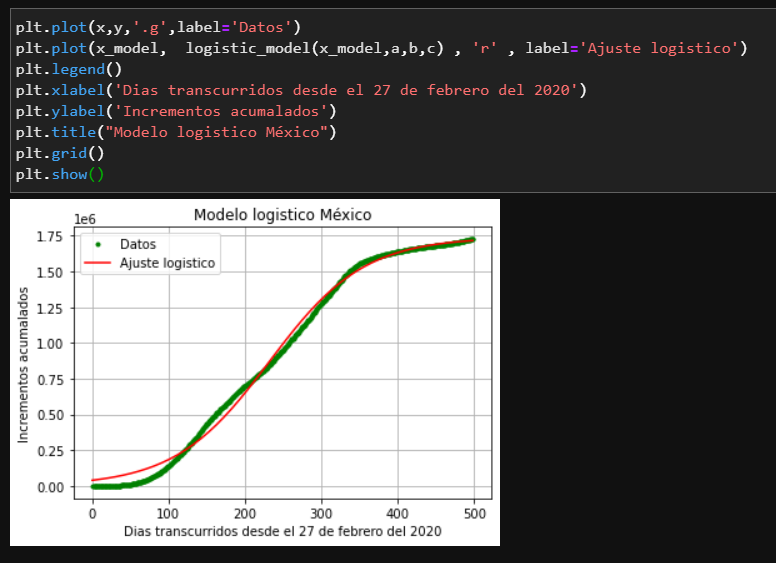 plt.plot(x,y,'.g',label='Datos')
plt.plot(x_model,  logistic_model(x_model,a,b,c) , 'r' , label='Ajuste logistico')
plt.legend()
plt.xlabel('Dias transcurridos desde el 27 de febrero del 2020')
plt.ylabel('Incrementos acumalados')
plt.title("Modelo logistico México")
plt.grid()
plt.show()
Modelo logistico México
1e6
Datos
Ajuste logistico
1.75
1.50
1.25
1.00
0.75
0.50
0.25
0.00
Incrementos acumalados
0 100 200 300 400 500
Dias transcurridos desde el 27 de febrero del 2020